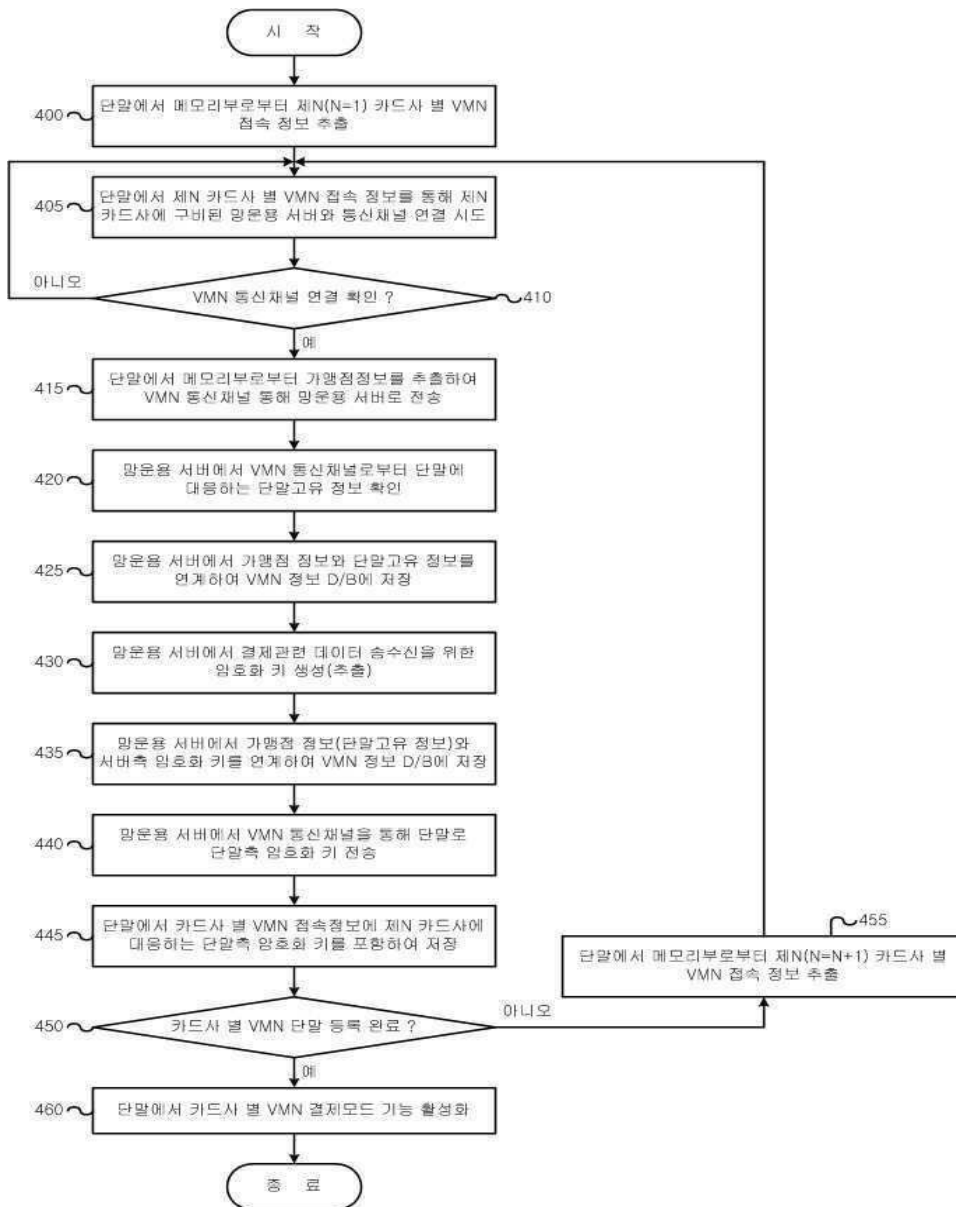 시 작
400
단말에서 메모리부로부터 제N(N=1) 카드사 별 VMN
접속 정보 추출
405
단말에서 제N 카드사 별 VMN 접속 정보를 통해 제N
카드사에 구비된 망운용 서버와 통신채널 연결 시도
아니오
VMN 통신채널 연결 확인 ?
410
예
415
단말에서 메모리부로부터 가맹점정보를 추출하여
VMN 통신채널 통해 망운용 서버로 전송
420
망운용 서버에서 VMN 통신채널로부터 단말에
대응하는 단말고유 정보 확인
425
망운용 서버에서 가맹점 정보와 단말고유 정보를
연계하여 VMN 정보 D/B에 저장
430
망운용 서버에서 결제관련 데이터 송수신을 위한
암호화 키 생성(추출)
435
망운용 서버에서 가맹점 정보(단말고유 정보)와
서버측 암호화 키를 연계하여 VMN 정보 D/B에 저장
440
망운용 서버에서 VMN 통신채널을 통해 단말로
단말측 암호화 키 전송
445
단말에서 카드사 별 VMN 접속정보에 제N 카드사에
대응하는 단말측 암호화 키를 포함하여 저장
455
단말에서 메모리부로부터 제N(N=N+1) 카드사 별
VMN 접속 정보 추출
450
카드사 별 VMN 단말 등록 완료 ?
아니오
예
460
단말에서 카드사 별 VMN 결제모드 기능 활성화
종 료